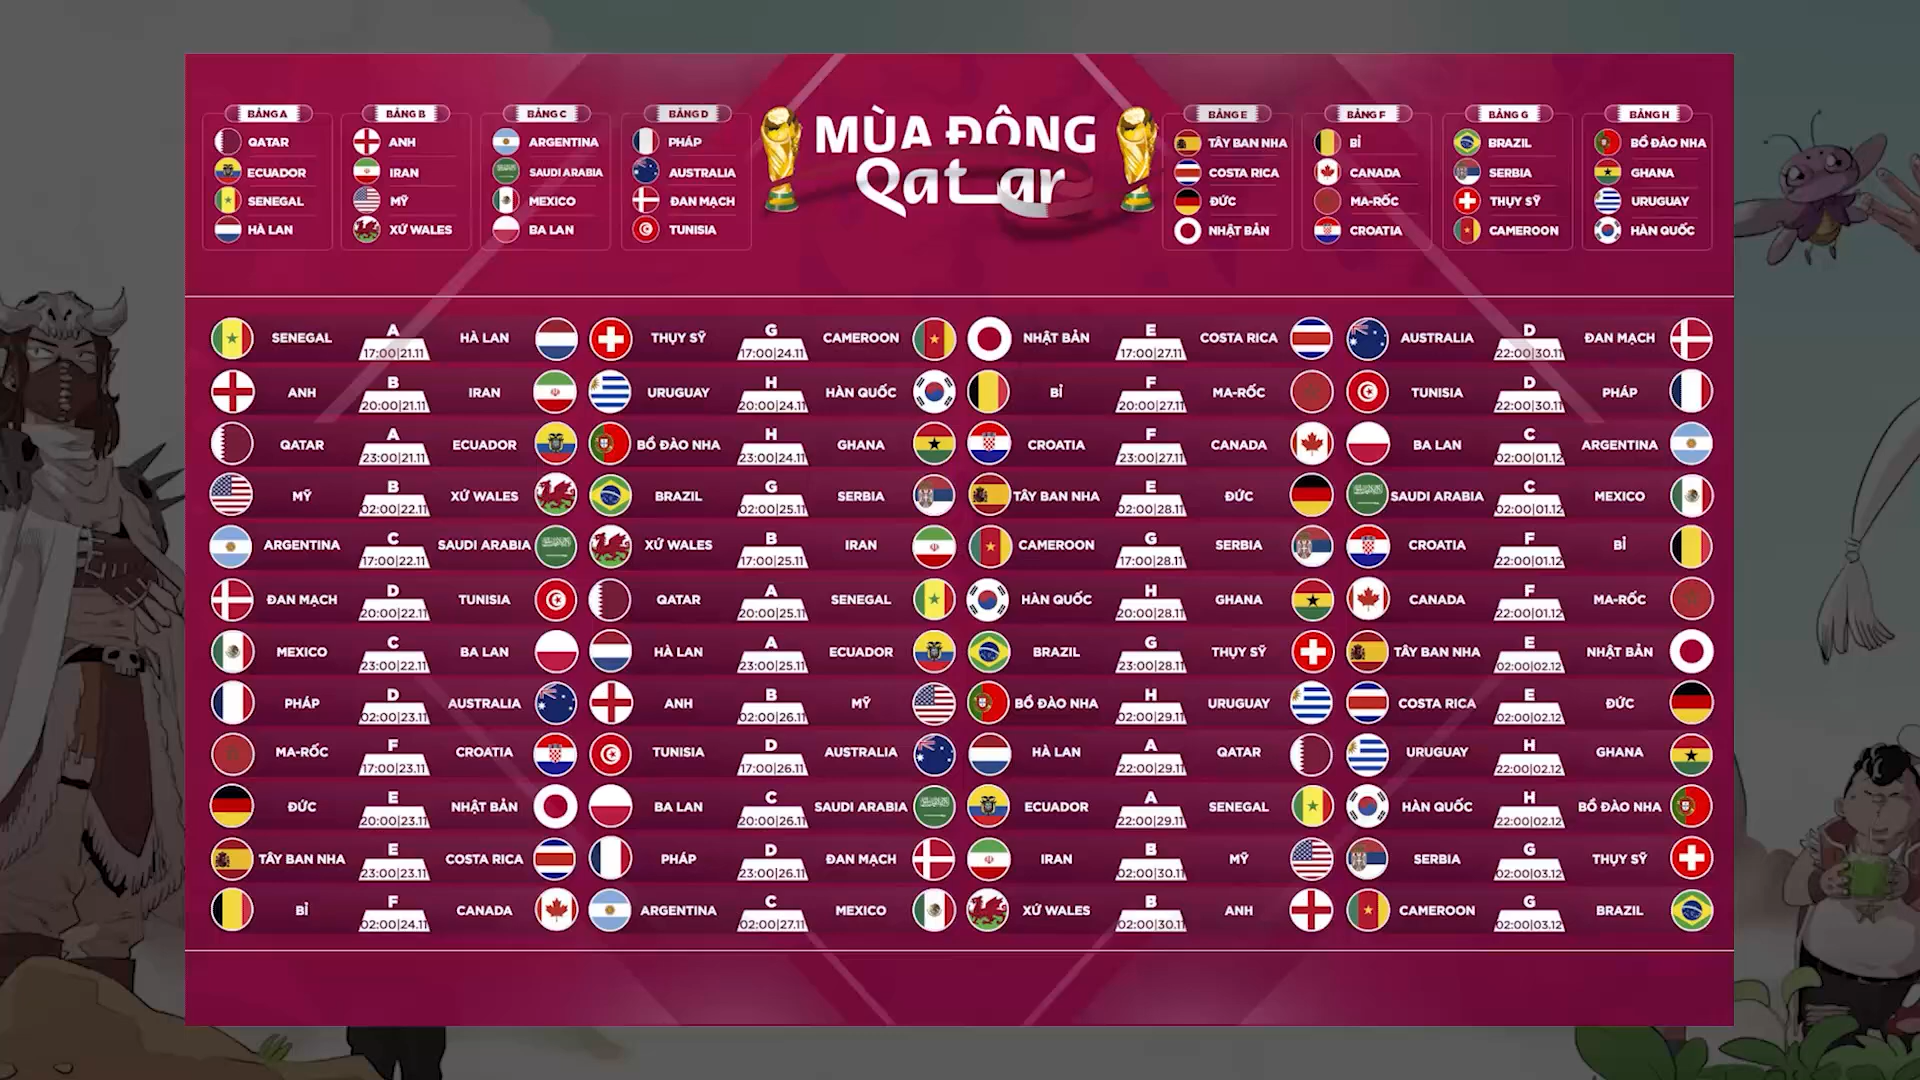 BẢNG A
QATAR
ECUADOR
SENEGAL
HÀ LAN
BẢNG B
ANH
IRAN
MỸ
XỨ WALES
BẢNG C
ARGENTINA
SAUDI ARABIA
MEXICO
BA LAN
BẢNG D
PHÁP
AUSTRALIA
ĐAN MẠCH
TUNISIA
MÙA ĐÔNG
Qatar
BẢNG E
TÂY BAN NHA
COSTA RICA
ĐỨC
NHẬT BẢN
BẢNG F
BỈ
CANADA
MA-RỐC
CROATIA
BẢNG G
BRAZIL
SERBIA
THỤY SỸ
CAMEROON
BẢNG H
BỒ ĐÀO NHA
GHANA
URUGUAY
HÀN QUỐC
SENEGAL A 17:00|21.11 HÀ LAN
ANH B 20:00|21.11 IRAN
QATAR A 23:00|21.11 ECUADOR
MỸ B 02:00|22.11 XỨ WALES
ARGENTINA C 17:00|22.11 SAUDI ARABIA
ĐAN MẠCH D 20:00|22.11 TUNISIA
MEXICO C 23:00|22.11 BA LAN
PHÁP D 02:00|23.11 AUSTRALIA
MA-RỐC F 17:00|23.11 CROATIA
ĐỨC E 20:00|23.11 NHẬT BẢN
TÂY BAN NHA E 23:00|23.11 COSTA RICA
BỈ F 02:00|24.11 CANADA
THỤY SỸ G 17:00|24.11 CAMEROON
URUGUAY H 20:00|24.11 HÀN QUỐC
BỒ ĐÀO NHA H 23:00|24.11 GHANA
BRAZIL G 02:00|25.11 SERBIA
XỨ WALES B 17:00|25.11 IRAN
QATAR A 20:00|25.11 SENEGAL
HÀ LAN A 23:00|25.11 ECUADOR
ANH B 02:00|26.11 MỸ
TUNISIA D 17:00|26.11 AUSTRALIA
BA LAN C 20:00|26.11 SAUDI ARABIA
PHÁP D 23:00|26.11 ĐAN MẠCH
ARGENTINA C 02:00|27.11 MEXICO
NHẬT BẢN E 17:00|27.11 COSTA RICA
BỈ F 20:00|27.11 MA-RỐC
CROATIA F 23:00|27.11 CANADA
TÂY BAN NHA E 02:00|28.11 ĐỨC
CAMEROON G 17:00|28.11 SERBIA
HÀN QUỐC H 20:00|28.11 GHANA
BRAZIL G 23:00|28.11 THỤY SỸ
BỒ ĐÀO NHA H 02:00|29.11 URUGUAY
HÀ LAN A 22:00|29.11 QATAR
ECUADOR A 22:00|29.11 SENEGAL
IRAN B 02:00|30.11 MỸ
XỨ WALES B 02:00|30.11 ANH
AUSTRALIA D 22:00|30.11 ĐAN MẠCH
TUNISIA D 22:00|30.11 PHÁP
BA LAN C 02:00|01.12 ARGENTINA
SAUDI ARABIA C 02:00|01.12 MEXICO
CROATIA F 22:00|01.12 BỈ
CANADA F 22:00|01.12 MA-RỐC
TÂY BAN NHA E 02:00|02.12 NHẬT BẢN
COSTA RICA E 02:00|02.12 ĐỨC
URUGUAY H 22:00|02.12 GHANA
HÀN QUỐC H 22:00|02.12 BỒ ĐÀO NHA
SERBIA G 02:00|03.12 THỤY SỸ
CAMEROON G 02:00|03.12 BRAZIL